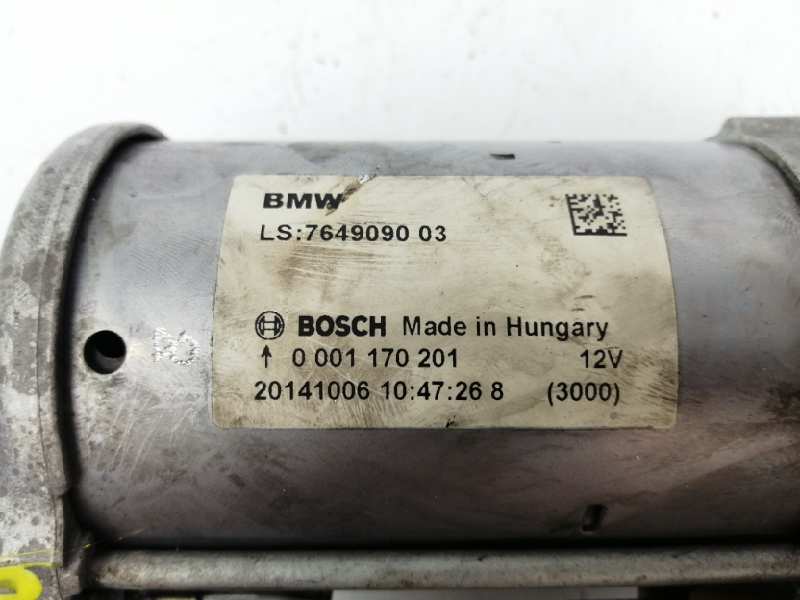 BMW
LS:7649090 03
BOSCH Made in Hungary
↑ 0 001 170 201 12V
20141006 10:47:26 8 (3000)